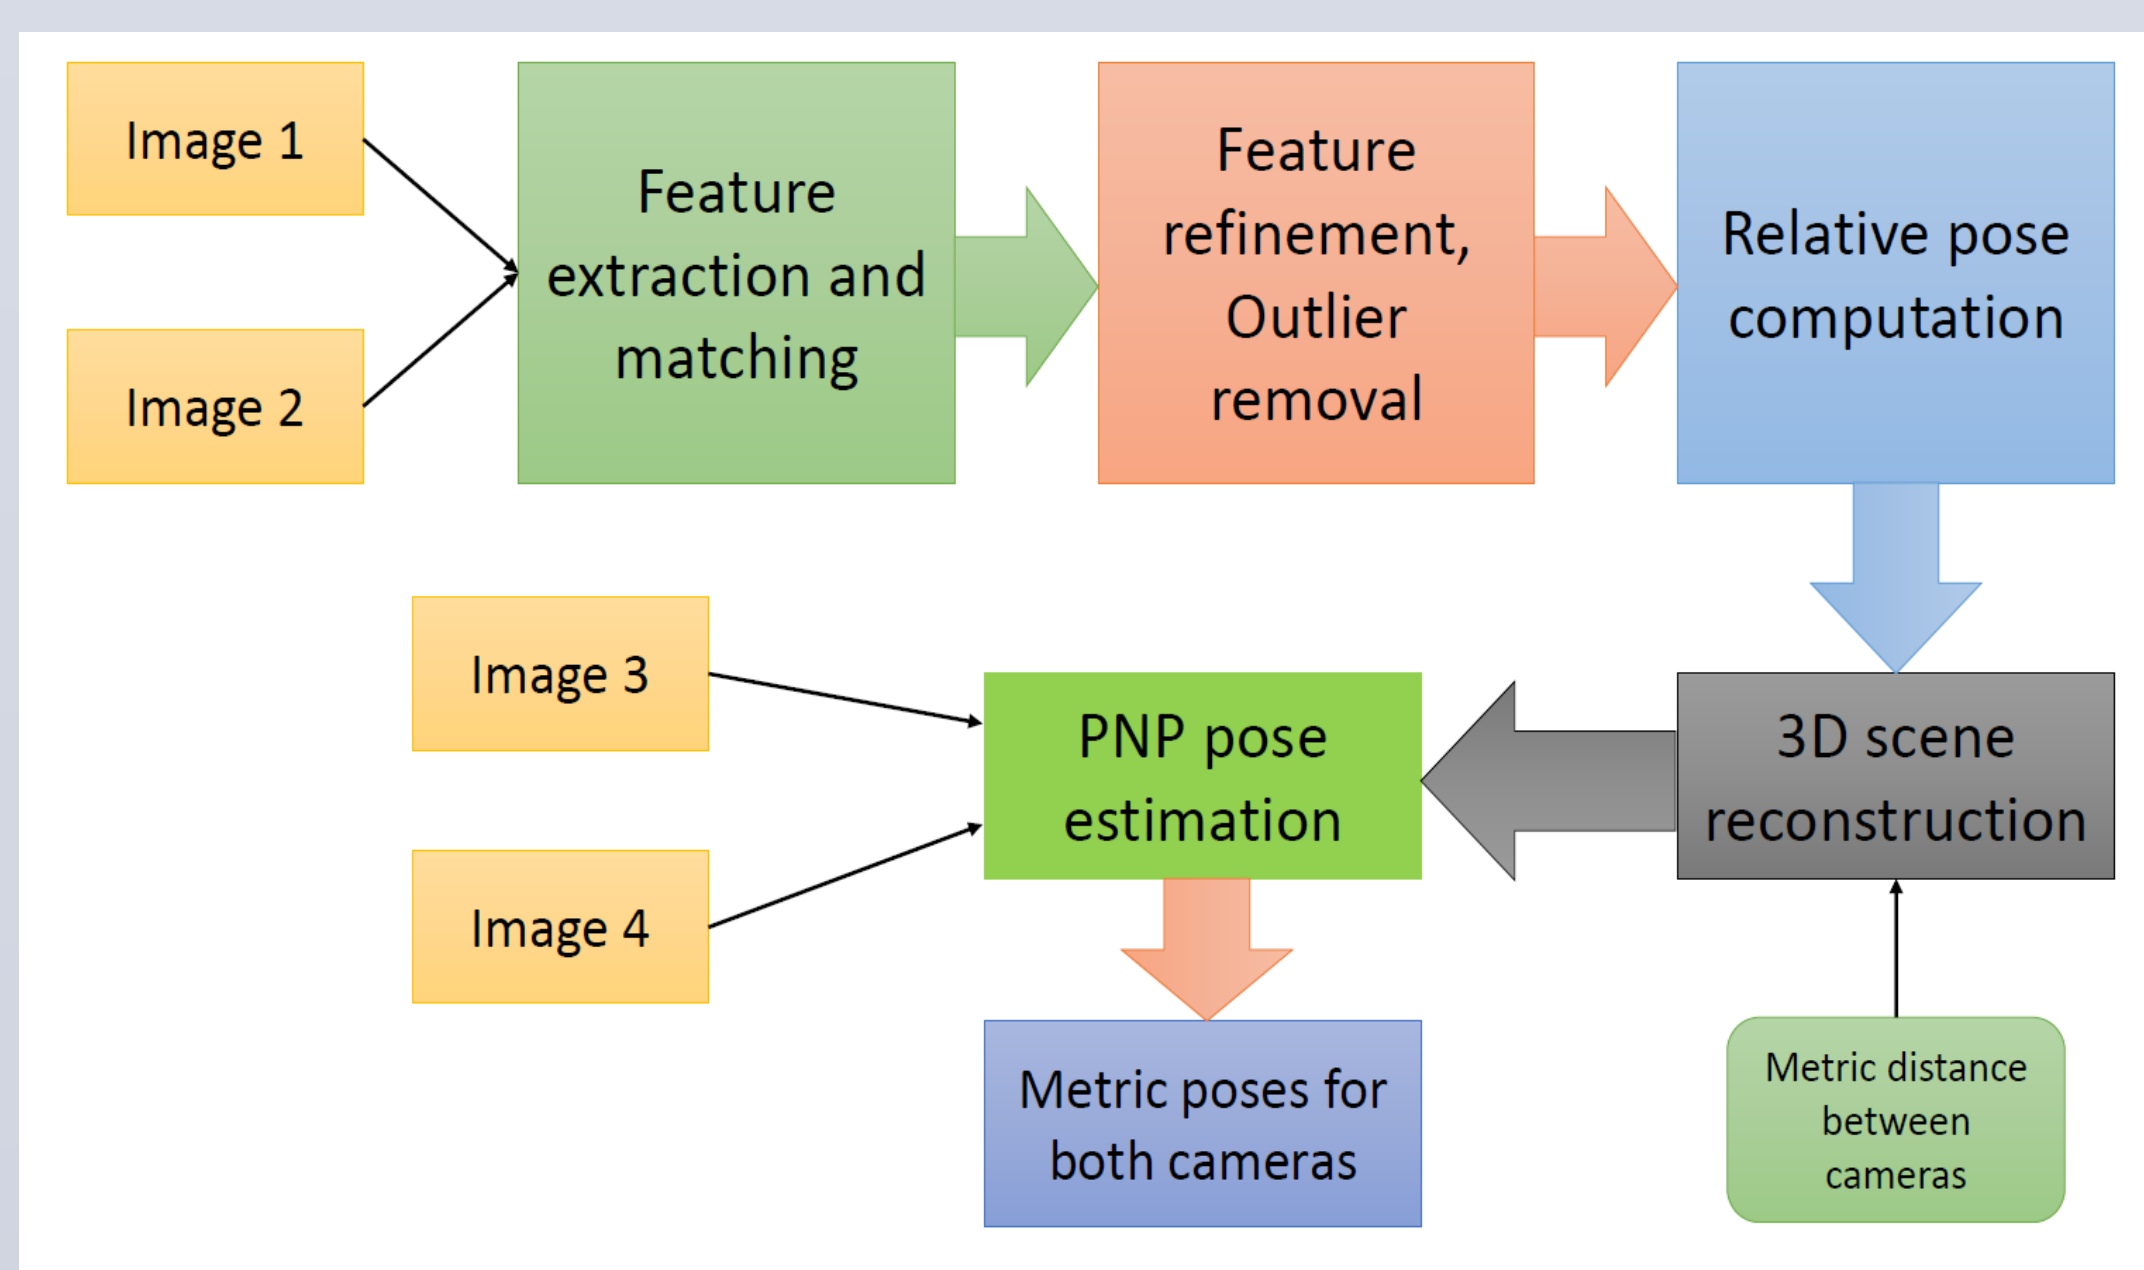 Image 1
Image 2
Feature
extraction and
matching
Feature
refinement,
Outlier
removal
Relative pose
computation
Image 3
Image 4
PNP pose
estimation
3D scene
reconstruction
Metric poses for
both cameras
Metric distance
between
cameras